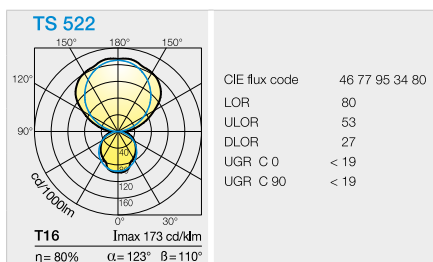 TS 522
150° 180° 150°
120°
90°
40
120
160
cd/1000lm
0° 30°
T16 Imax 173 cd/klm
η= 80% α= 123° β= 110°
CIE flux code 46 77 95 34 80
LOR 80
ULOR 53
DLOR 27
UGR C 0 < 19
UGR C 90 < 19